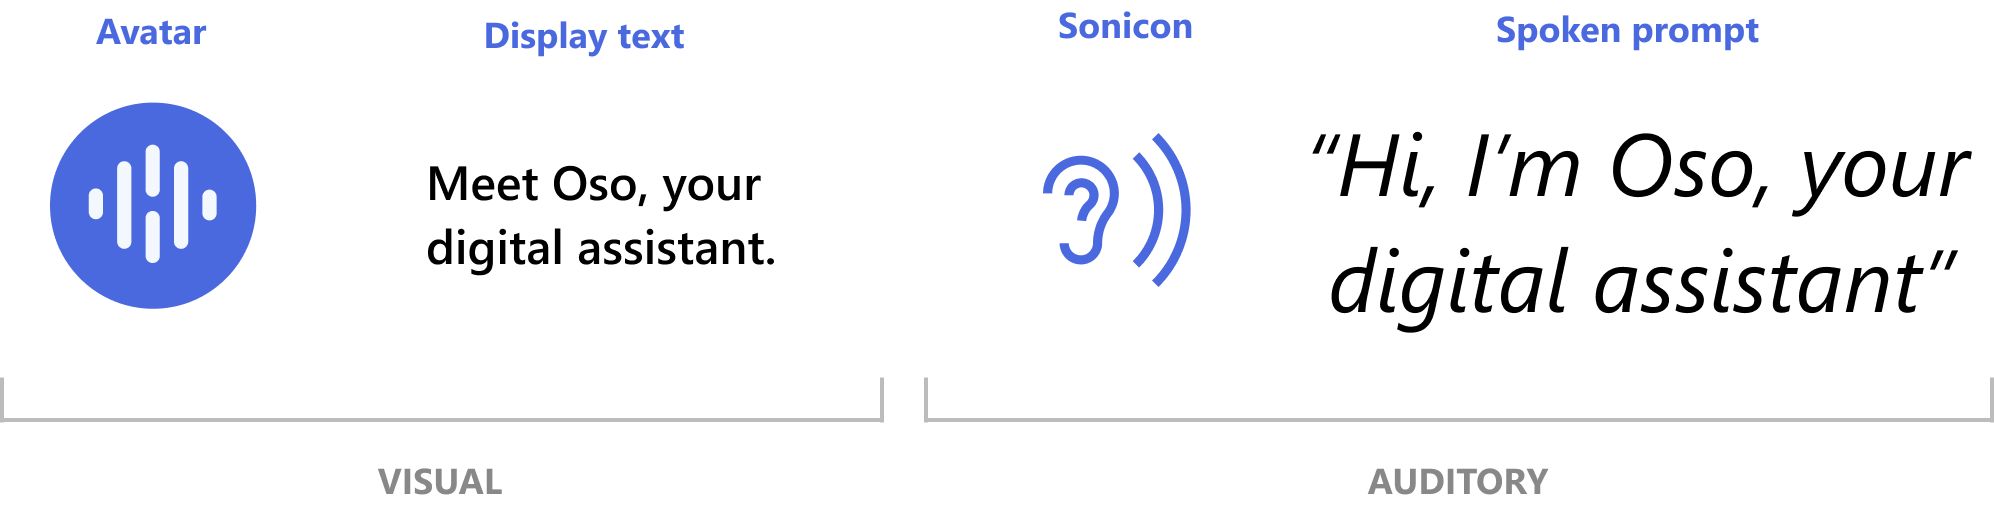 Avatar
Display text
Sonicon
Spoken prompt
Meet Oso, your
digital assistant.
“Hi, I’m Oso, your
digital assistant”
VISUAL
AUDITORY